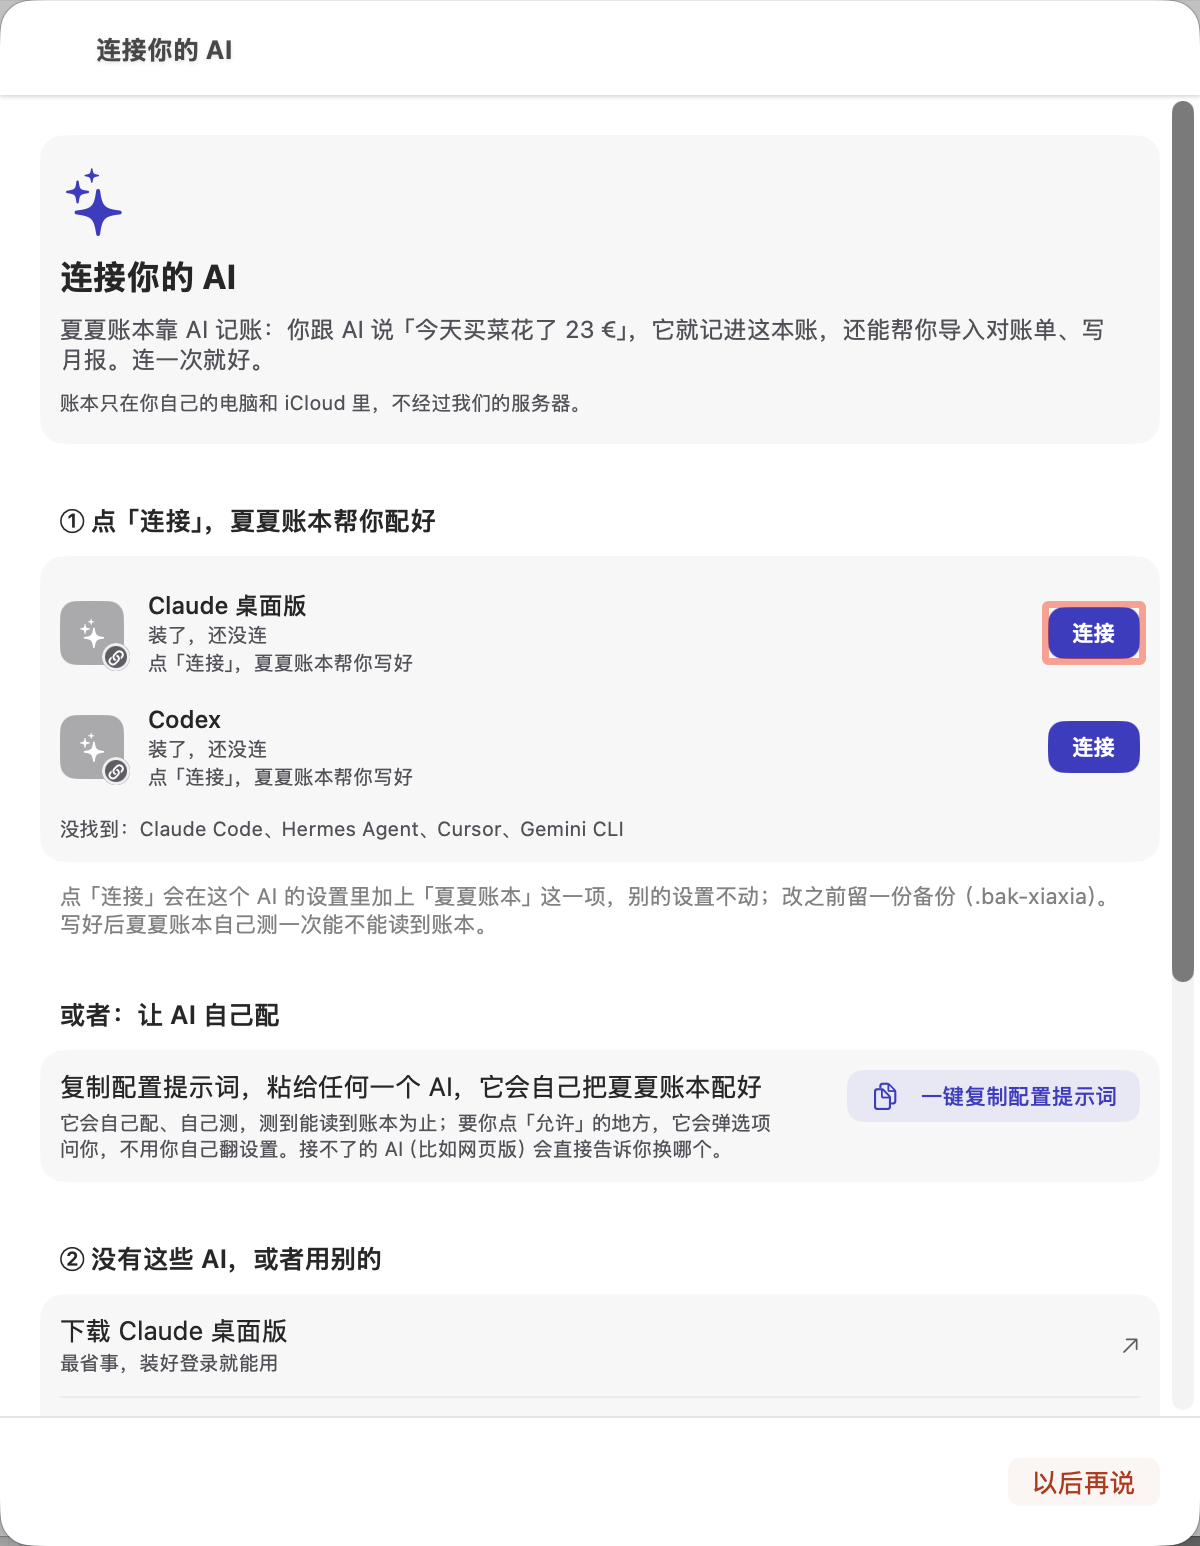 连接你的 AI
连接你的 AI
夏夏账本靠 AI 记账：你跟 AI 说「今天买菜花了 23 €」，它就记进这本账，还能帮你导入对账单、写
月报。连一次就好。
账本只在你自己的电脑和 iCloud 里，不经过我们的服务器。
① 点「连接」，夏夏账本帮你配好
Claude 桌面版
装了，还没连
点「连接」，夏夏账本帮你写好
连接
Codex
装了，还没连
点「连接」，夏夏账本帮你写好
连接
没找到：Claude Code、Hermes Agent、Cursor、Gemini CLI
点「连接」会在这个 AI 的设置里加上「夏夏账本」这一项，别的设置不动；改之前留一份备份（.bak-xiaxia）。
写好后夏夏账本自己测一次能不能读到账本。
或者：让 AI 自己配
复制配置提示词，粘给任何一个 AI，它会自己把夏夏账本配好
它会自己配、自己测，测到能读到账本为止；要你点「允许」的地方，它会弹选项
问你，不用你自己翻设置。接不了的 AI（比如网页版）会直接告诉你换哪个。
一键复制配置提示词
② 没有这些 AI，或者用别的
下载 Claude 桌面版
最省事，装好登录就能用
以后再说